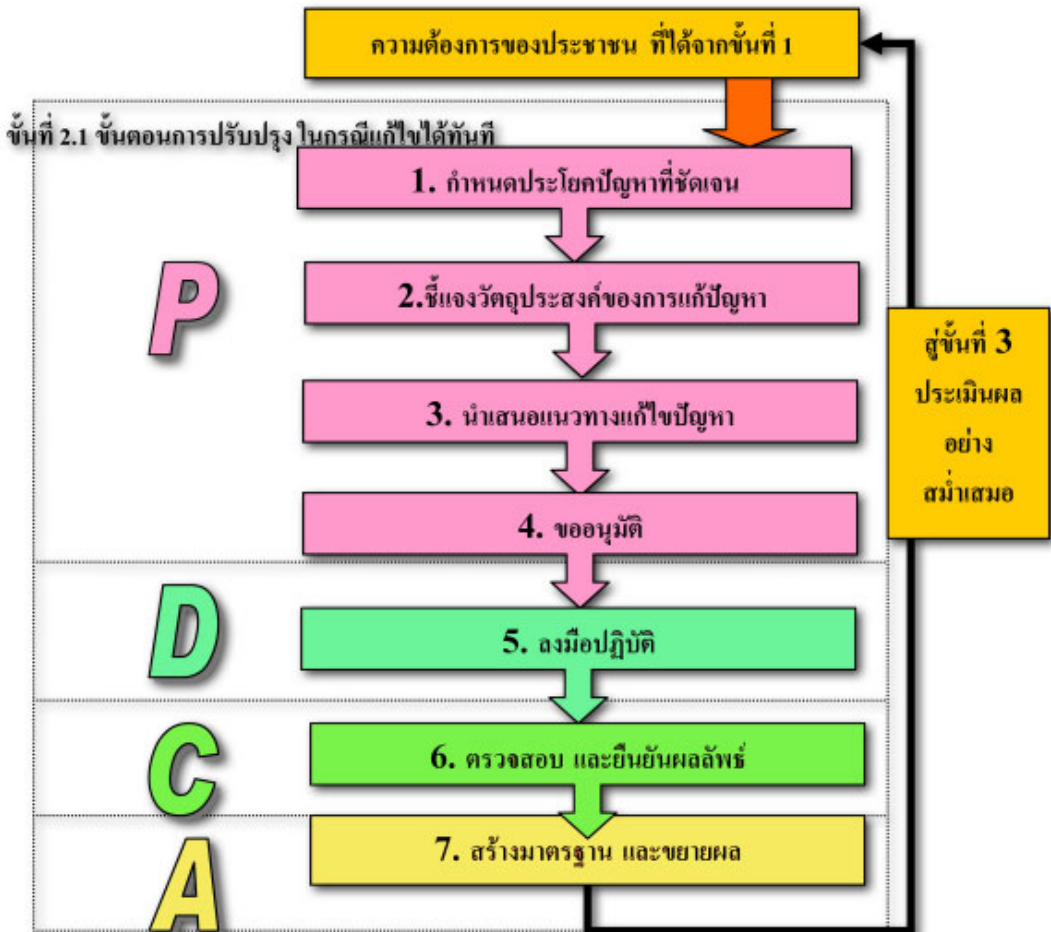 ความต้องการของประชาชน ที่ได้จากขั้นที่ 1
ขั้นที่ 2.1 ขั้นตอนการปรับปรุง ในกรณีแก้ไขได้ทันที
1. กำหนดประโยคปัญหาที่ชัดเจน
P
2.ชี้แจงวัตถุประสงค์ของการแก้ปัญหา
3. นำเสนอแนวทางแก้ไขปัญหา
4. ขออนุมัติ
สู่ขั้นที่ 3
ประเมินผล
อย่าง
สม่ำเสมอ
D
5. ลงมือปฏิบัติ
C
6. ตรวจสอบ และยืนยันผลลัพธ์
A
7. สร้างมาตรฐาน และขยายผล